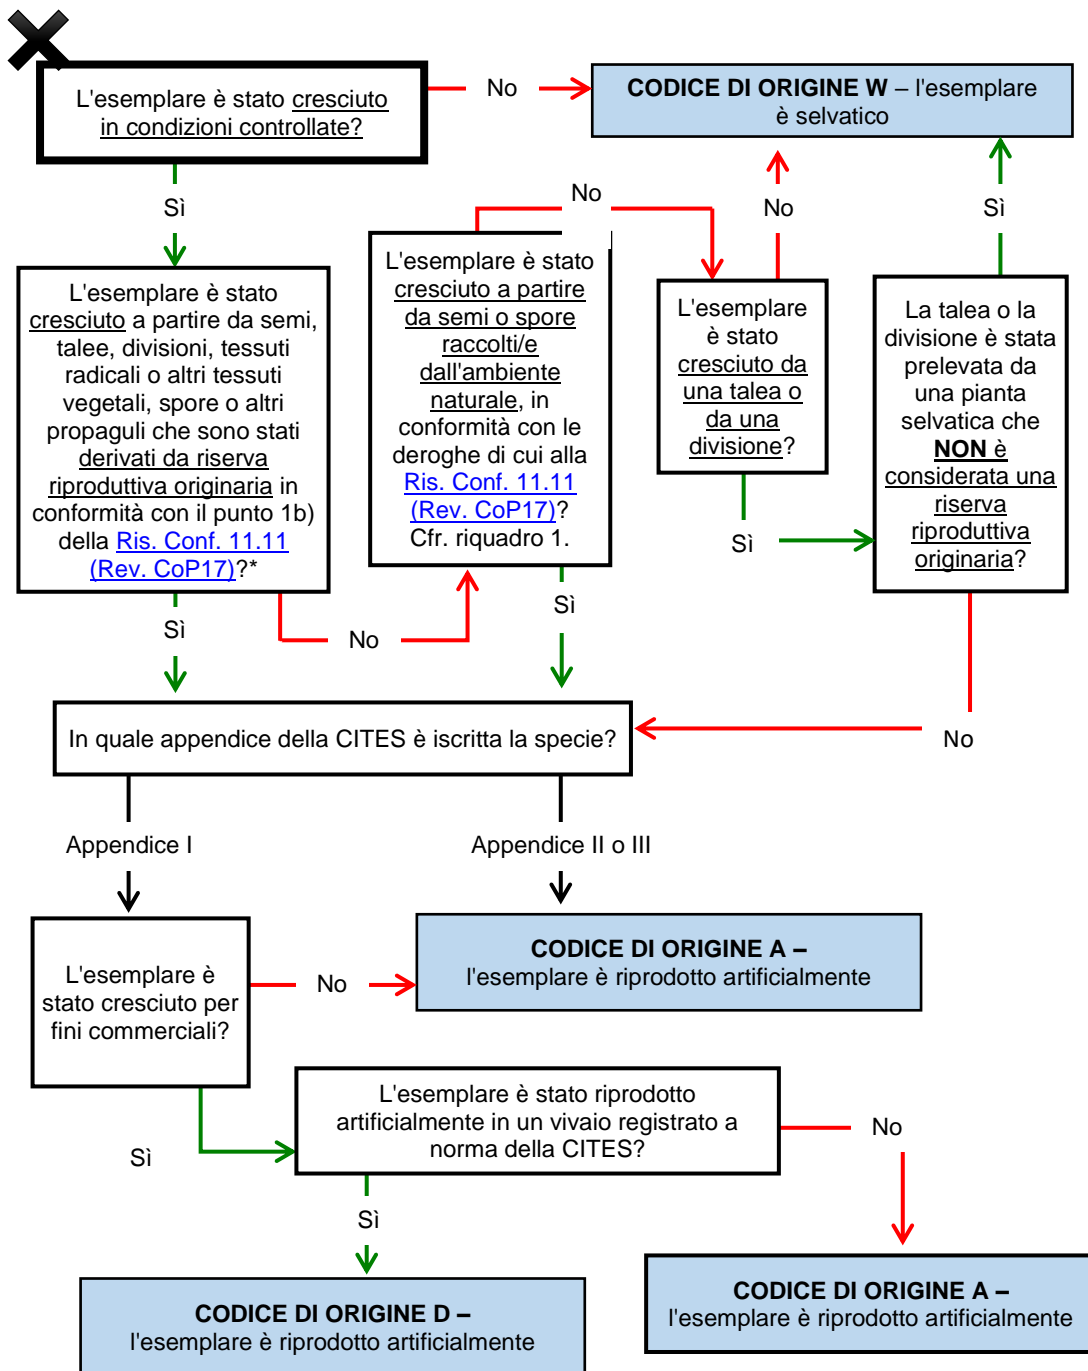 L'esemplare è stato cresciuto
in condizioni controllate?
No
CODICE DI ORIGINE W – l'esemplare
è selvatico
Sì
No
No
Sì
L'esemplare è stato
cresciuto a partire da semi,
talee, divisioni, tessuti
radicali o altri tessuti
vegetali, spore o altri
propaguli che sono stati
derivati da riserva
riproduttiva originaria in
conformità con il punto 1b)
della Ris. Conf. 11.11
(Rev. CoP17)?*
L'esemplare è stato
cresciuto a partire
da semi o spore
raccolti/e
dall'ambiente
naturale, in
conformità con le
deroghe di cui alla
Ris. Conf. 11.11
(Rev. CoP17)?
Cfr. riquadro 1.
L'esemplare
è stato
cresciuto da
una talea o
da una
divisione?
La talea o la
divisione è stata
prelevata da
una pianta
selvatica che
NON è
considerata una
riserva
riproduttiva
originaria?
Sì
Sì
No
Sì
In quale appendice della CITES è iscritta la specie?
No
Appendice I
Appendice II o III
L'esemplare è
stato cresciuto per
fini commerciali?
No
CODICE DI ORIGINE A –
l'esemplare è riprodotto artificialmente
Sì
L'esemplare è stato riprodotto
artificialmente in un vivaio registrato a
norma della CITES?
No
Sì
CODICE DI ORIGINE D –
l'esemplare è riprodotto artificialmente
CODICE DI ORIGINE A –
l'esemplare è riprodotto artificialmente